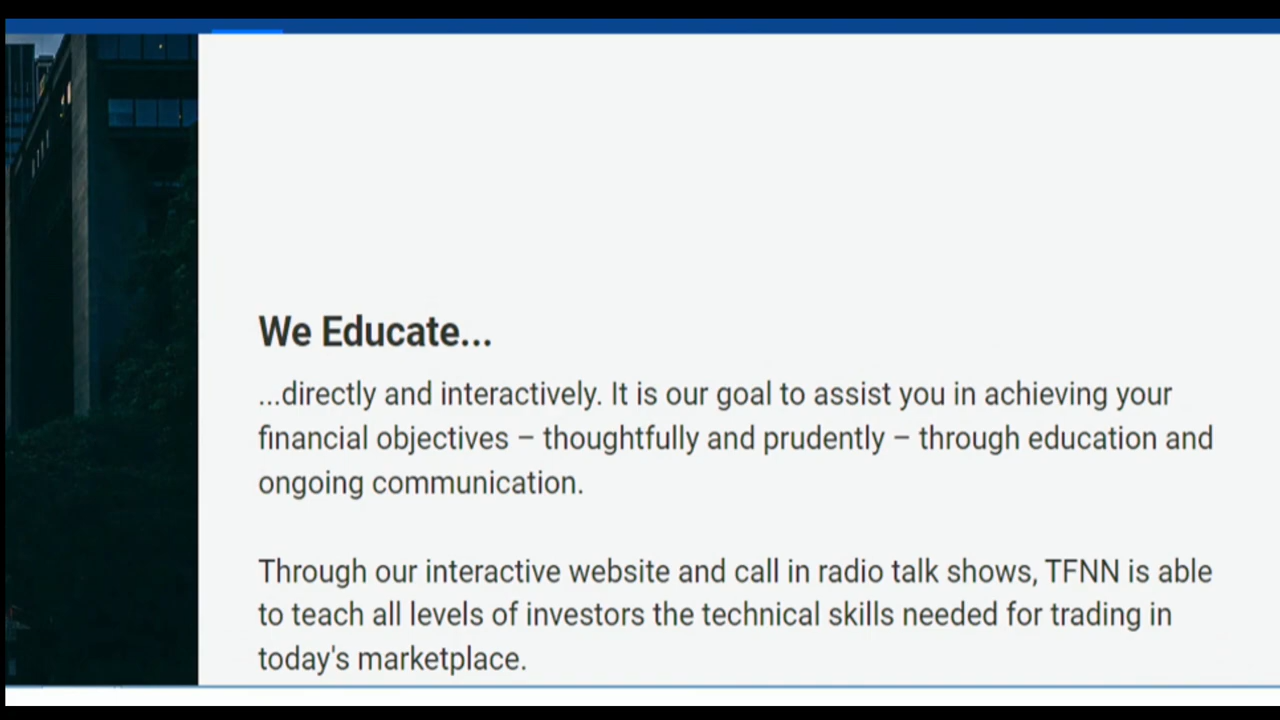 We Educate...
...directly and interactively. It is our goal to assist you in achieving your
financial objectives – thoughtfully and prudently – through education and
ongoing communication.
Through our interactive website and call in radio talk shows, TFNN is able
to teach all levels of investors the technical skills needed for trading in
today's marketplace.